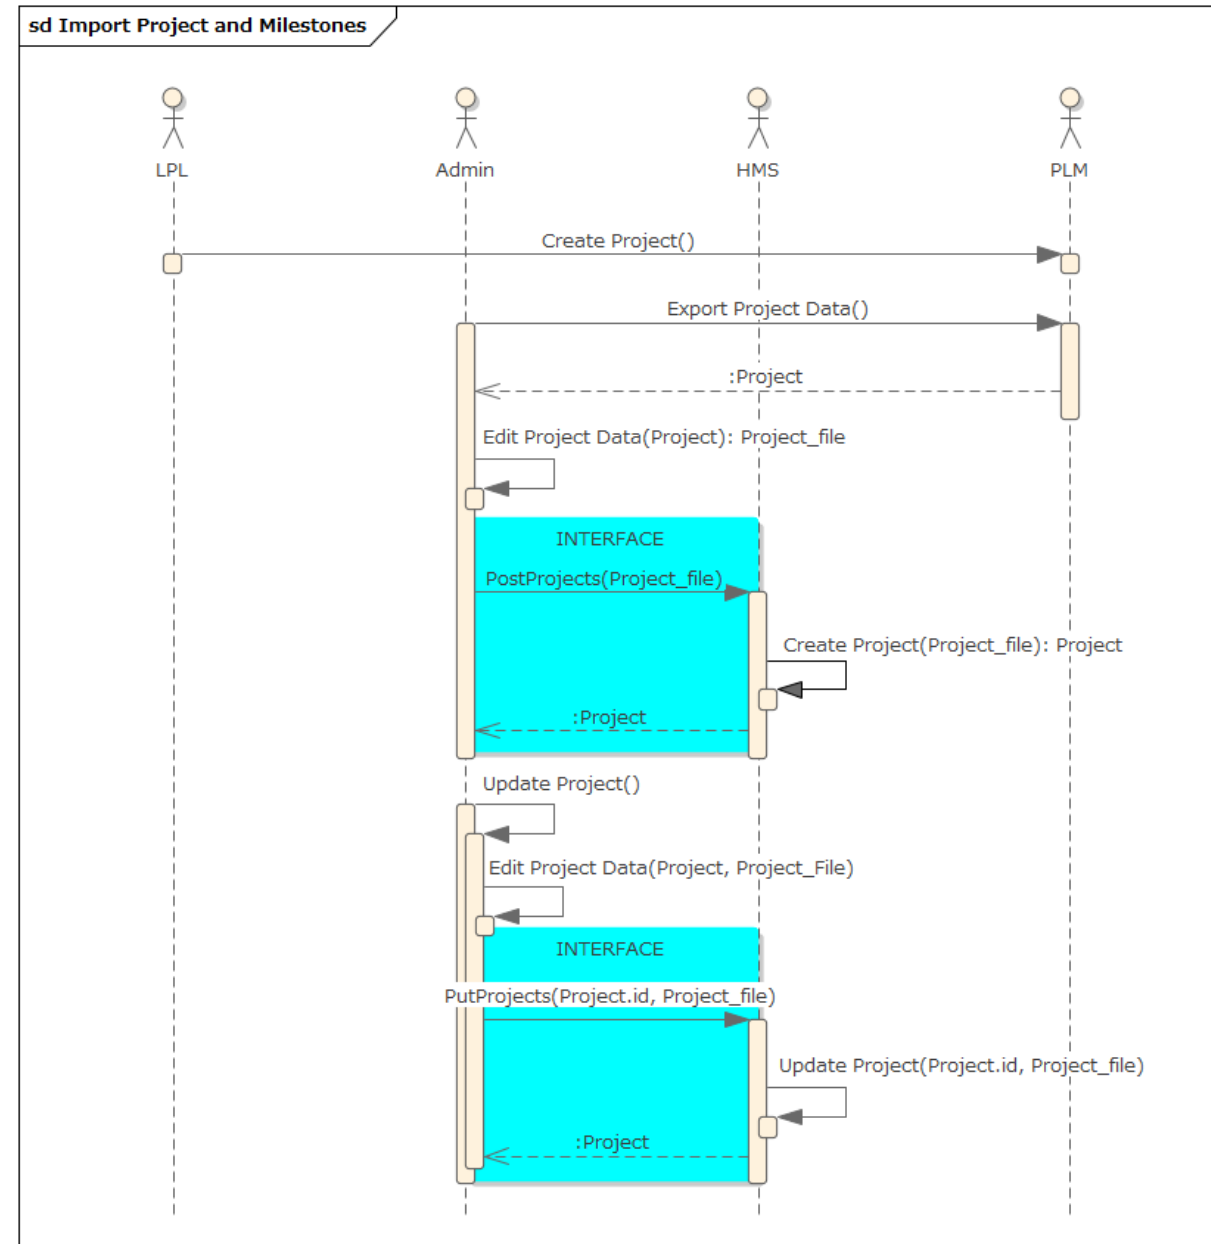 sd Import Project and Milestones
LPL
Admin
HMS
PLM
Create Project()
Export Project Data()
:Project
Edit Project Data(Project): Project_file
INTERFACE
PostProjects(Project_file)
Create Project(Project_file): Project
:Project
Update Project()
Edit Project Data(Project, Project_File)
INTERFACE
PutProjects(Project.id, Project_file)
Update Project(Project.id, Project_file)
:Project